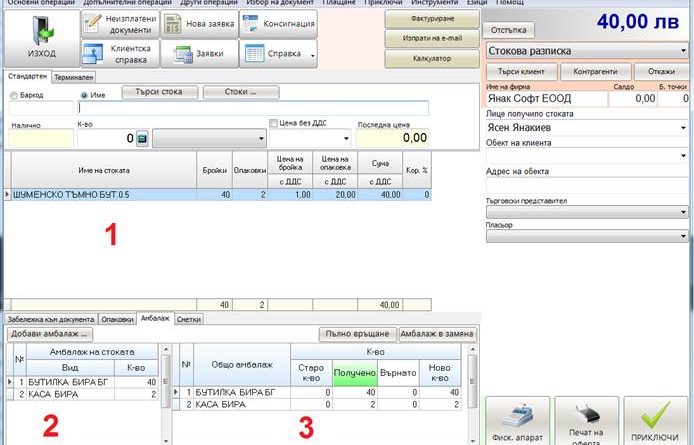 Основни операции Допълнителни операции Други операции Избор на документ Плащане Приключи Инструменти Езици Помощ
ИЗХОД
Неизплатени документи
Нова заявка
Консигнация
Клиентска справка
Заявки
Справка
Фактуриране
Изпрати на e-mail
Калкулатор
40,00 лв
Отстъпка
Стокова разписка
Търси клиент Контрагенти Откажи
Име на фирма Салдо Б. точки
Янак Софт ЕООД 0,00 0
Лице получило стоката
Ясен Янакиев
Обект на клиента
Адрес на обекта
Търговски представител
Пласьор
Стандартен Терминален
Баркод Име Търси стока Стоки ...
Налично К-во Цена без ДДС Последна цена
0 0,00
Име на стоката Бройки Опаковки Цена на бройка Цена на опаковка Сума Кор. %
с ДДС с ДДС с ДДС
ШУМЕНСКО ТЪМНО БУТ.0.5 40 2 1,00 20,00 40,00 0
1
40 2 40,00
Забележка към документа Опаковки Амбалаж Сметки
Добави амбалаж ... Пълно връщане Амбалаж в замяна
№ Амбалаж на стоката
Вид К-во
1 БУТИЛКА БИРА БГ 40
2 КАСА БИРА 2
2
№ Общо амбалаж К-во
Старо к-во Получено Върнато Ново к-во
1 БУТИЛКА БИРА БГ 0 40 0 40
2 КАСА БИРА 0 2 0 2
3
Фиск. апарат
Печат на оферта
ПРИКЛЮЧИ